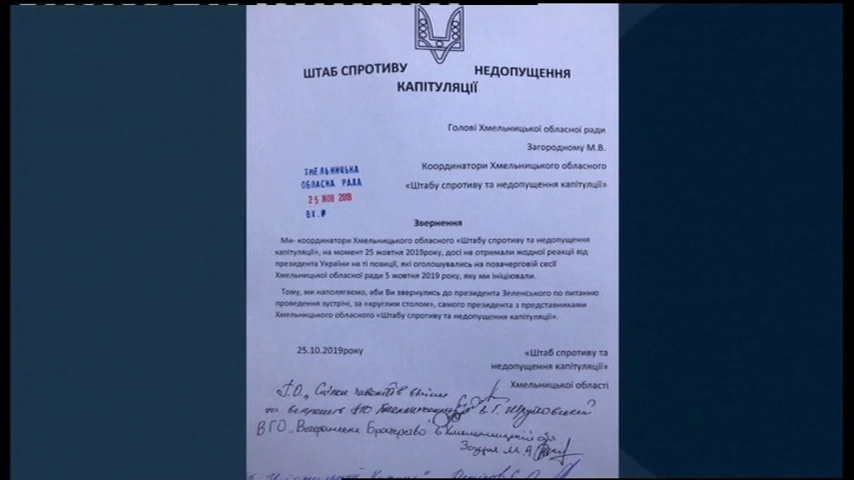 ШТАБ СПРОТИВУ НЕДОПУЩЕННЯ
КАПІТУЛЯЦІЇ
Голові Хмельницької обласної ради
Загородному М.В.
Координатори Хмельницького обласного
«Штабу спротиву та недопущення капітулції»
ХМЕЛЬНИЦЬКА
ОБЛАСНА РАДА
25 ЖОВ 2019
ВХ.№
Звернення
Ми- координатори Хмельницького обласного «Штабу спротиву та недопущення
капітуляції», на момент 25 жовтня 2019року, досі не отримали жодної реакції від
президента України на ті позиції, які оголошувались на позачерговій сесії
Хмельницької обласної ради 5 жовтня 2019 року, яку ми ініціювали.
Тому, ми наполягаємо, аби Ви звернулись до президента Зеленського по питанню
проведення зустрічі, за «круглим столом», самого президента з представниками
Хмельницького обласного «Штабу спротиву та недопущення капітуляції».
25.10.2019року
«Штаб спротиву та
недопущення капітуляції»
Хмельницької області
Г.О. „Спілка
АТО
ВГО „ Братерство" в Хмельницькій обл
М.А